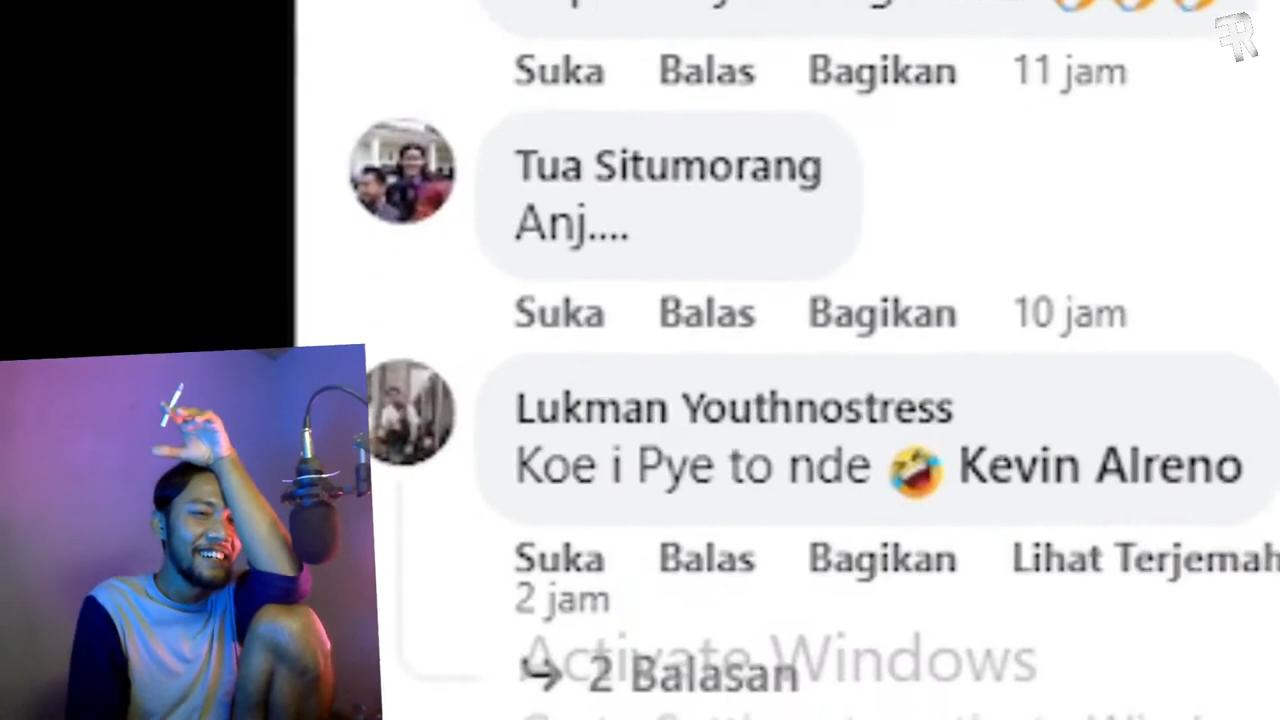 Suka Balas Bagikan 11 jam
Tua Situmorang
Anj....
Suka Balas Bagikan 10 jam
Lukman Youthnostress
Koe i Pye to nde 🤣 Kevin Alreno
Suka Balas Bagikan Lihat Terjemah
2 jam
Activate Windows
2 Balasan